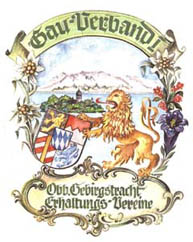 Gau-Verband I
Obb. Gebirgstracht
Erhaltungs-Vereine